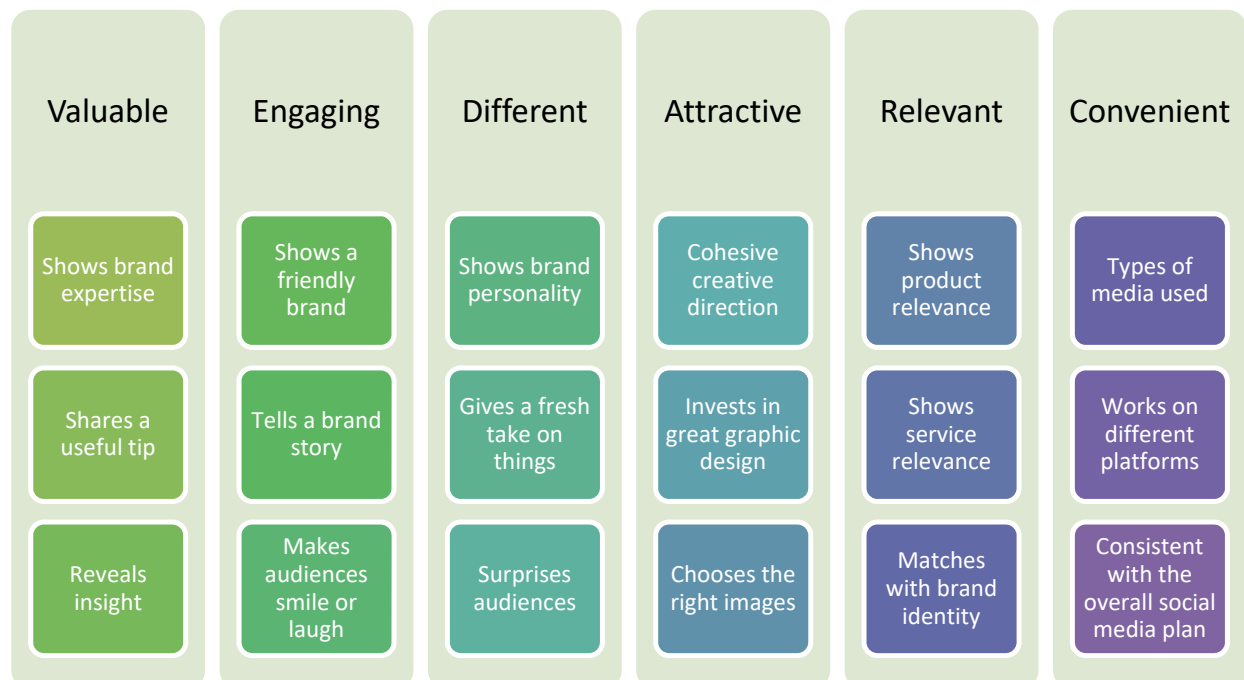 Valuable
Shows brand
expertise
Shares a
useful tip
Reveals
insight
Engaging
Shows a
friendly
brand
Tells a brand
story
Makes
audiences
smile or
laugh
Different
Shows brand
personality
Gives a fresh
take on
things
Surprises
audiences
Attractive
Cohesive
creative
direction
Invests in
great graphic
design
Chooses the
right images
Relevant
Shows
product
relevance
Shows
service
relevance
Matches
with brand
identity
Convenient
Types of
media used
Works on
different
platforms
Consistent
with the
overall social
media plan